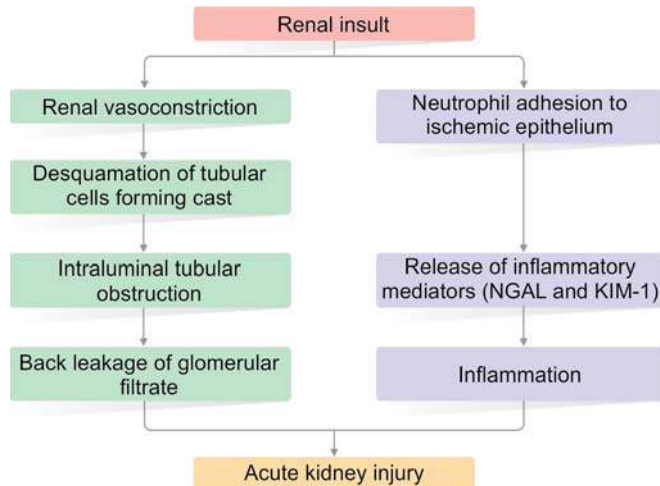 Renal insult
Renal vasoconstriction
Neutrophil adhesion to
ischemic epithelium
Desquamation of tubular
cells forming cast
Intraluminal tubular
obstruction
Release of inflammatory
mediators (NGAL and KIM-1)
Back leakage of glomerular
filtrate
Inflammation
Acute kidney injury